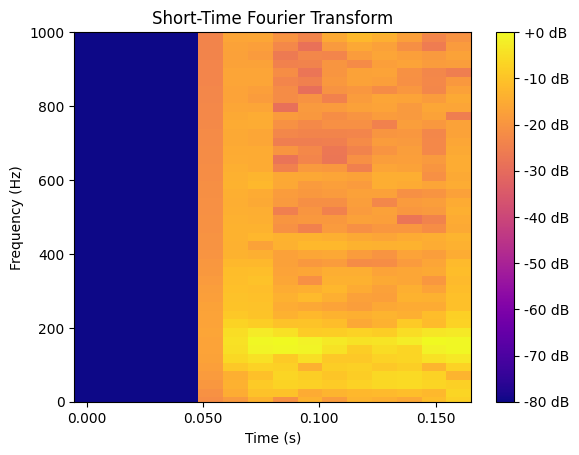 Short-Time Fourier Transform
1000
800
600
400
200
0
Frequency (Hz)
0.000
0.050
0.100
0.150
Time (s)
+0 dB
-10 dB
-20 dB
-30 dB
-40 dB
-50 dB
-60 dB
-70 dB
-80 dB